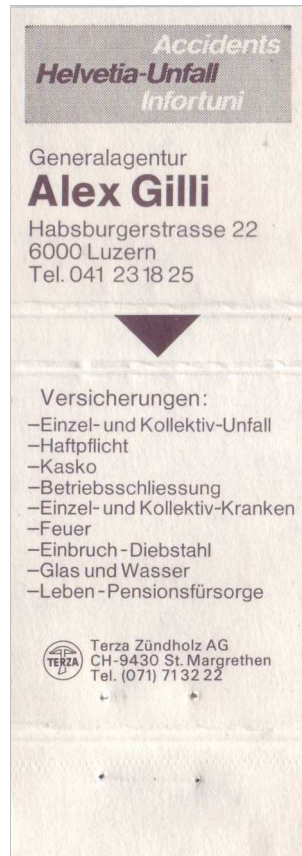 Accidents
Helvetia-Unfall
Infortuni
Generalagentur
Alex Gilli
Habsburgerstrasse 22
6000 Luzern
Tel. 041 23 18 25
Versicherungen:
–Einzel- und Kollektiv-Unfall
–Haftpflicht
–Kasko
–Betriebsschliessung
–Einzel- und Kollektiv-Kranken
–Feuer
–Einbruch-Diebstahl
–Glas und Wasser
–Leben-Pensionsfürsorge
TERZA
Terza Zündholz AG
CH-9430 St. Margrethen
Tel. (071) 71 32 22